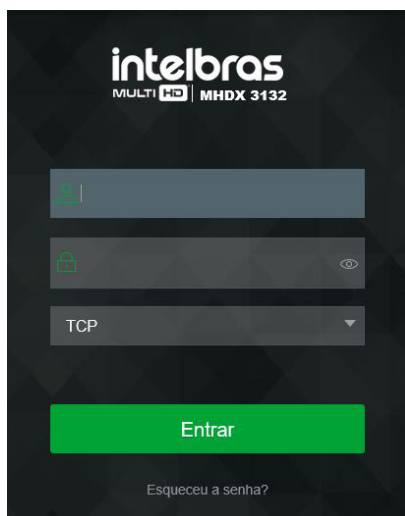 intelbras
MULTI HD MHDX 3132
TCP
Entrar
Esqueceu a senha?